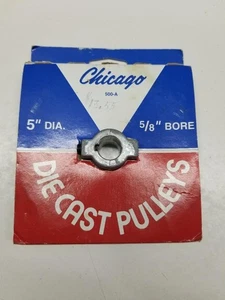 Chicago
500-A
5" DIA.
5/8" BORE
DIE CAST PULLEYS